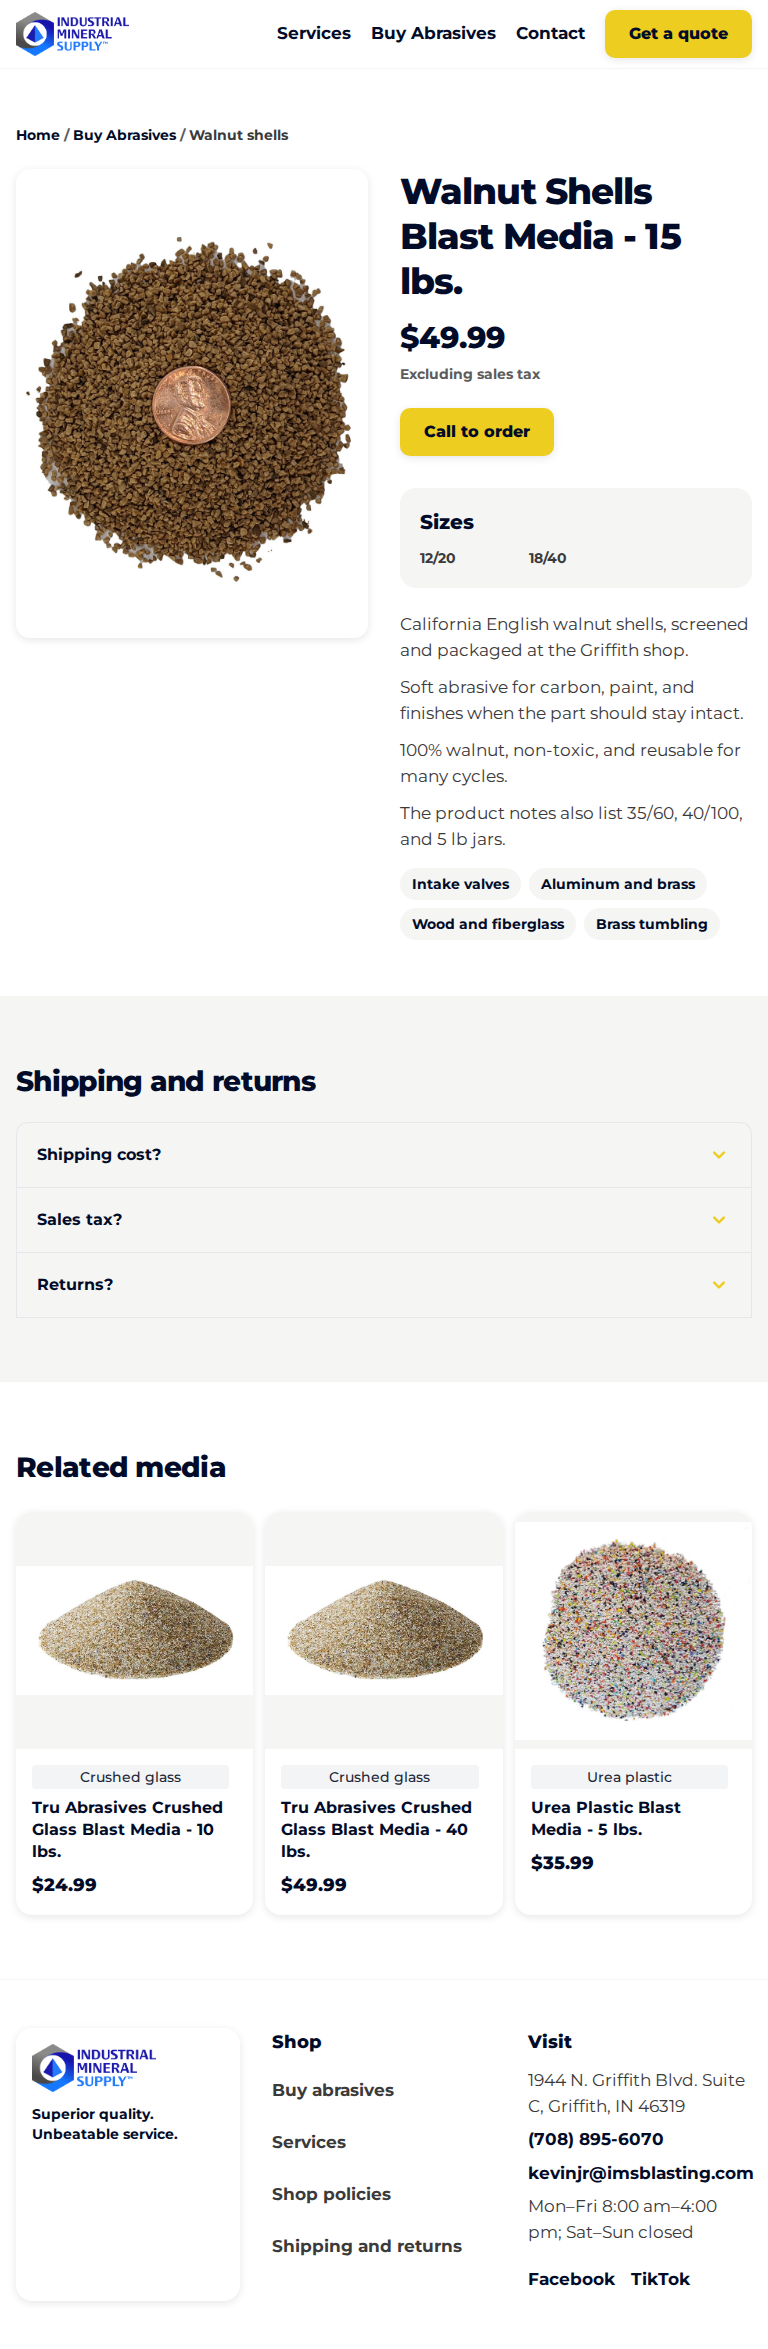 INDUSTRIAL
MINERAL
SUPPLY™
Services
Buy Abrasives
Contact
Get a quote
Home / Buy Abrasives / Walnut shells
Walnut Shells
Blast Media - 15
lbs.
$49.99
Excluding sales tax
Call to order
Sizes
12/20
18/40
California English walnut shells, screened
and packaged at the Griffith shop.
Soft abrasive for carbon, paint, and
finishes when the part should stay intact.
100% walnut, non-toxic, and reusable for
many cycles.
The product notes also list 35/60, 40/100,
and 5 lb jars.
Intake valves
Aluminum and brass
Wood and fiberglass
Brass tumbling
Shipping and returns
Shipping cost?
Sales tax?
Returns?
Related media
Crushed glass
Tru Abrasives Crushed
Glass Blast Media - 10
lbs.
$24.99
Crushed glass
Tru Abrasives Crushed
Glass Blast Media - 40
lbs.
$49.99
Urea plastic
Urea Plastic Blast
Media - 5 lbs.
$35.99
INDUSTRIAL
MINERAL
SUPPLY™
Superior quality.
Unbeatable service.
Shop
Buy abrasives
Services
Shop policies
Shipping and returns
Visit
1944 N. Griffith Blvd. Suite
C, Griffith, IN 46319
(708) 895-6070
kevinjr@imsblasting.com
Mon–Fri 8:00 am–4:00
pm; Sat–Sun closed
Facebook
TikTok